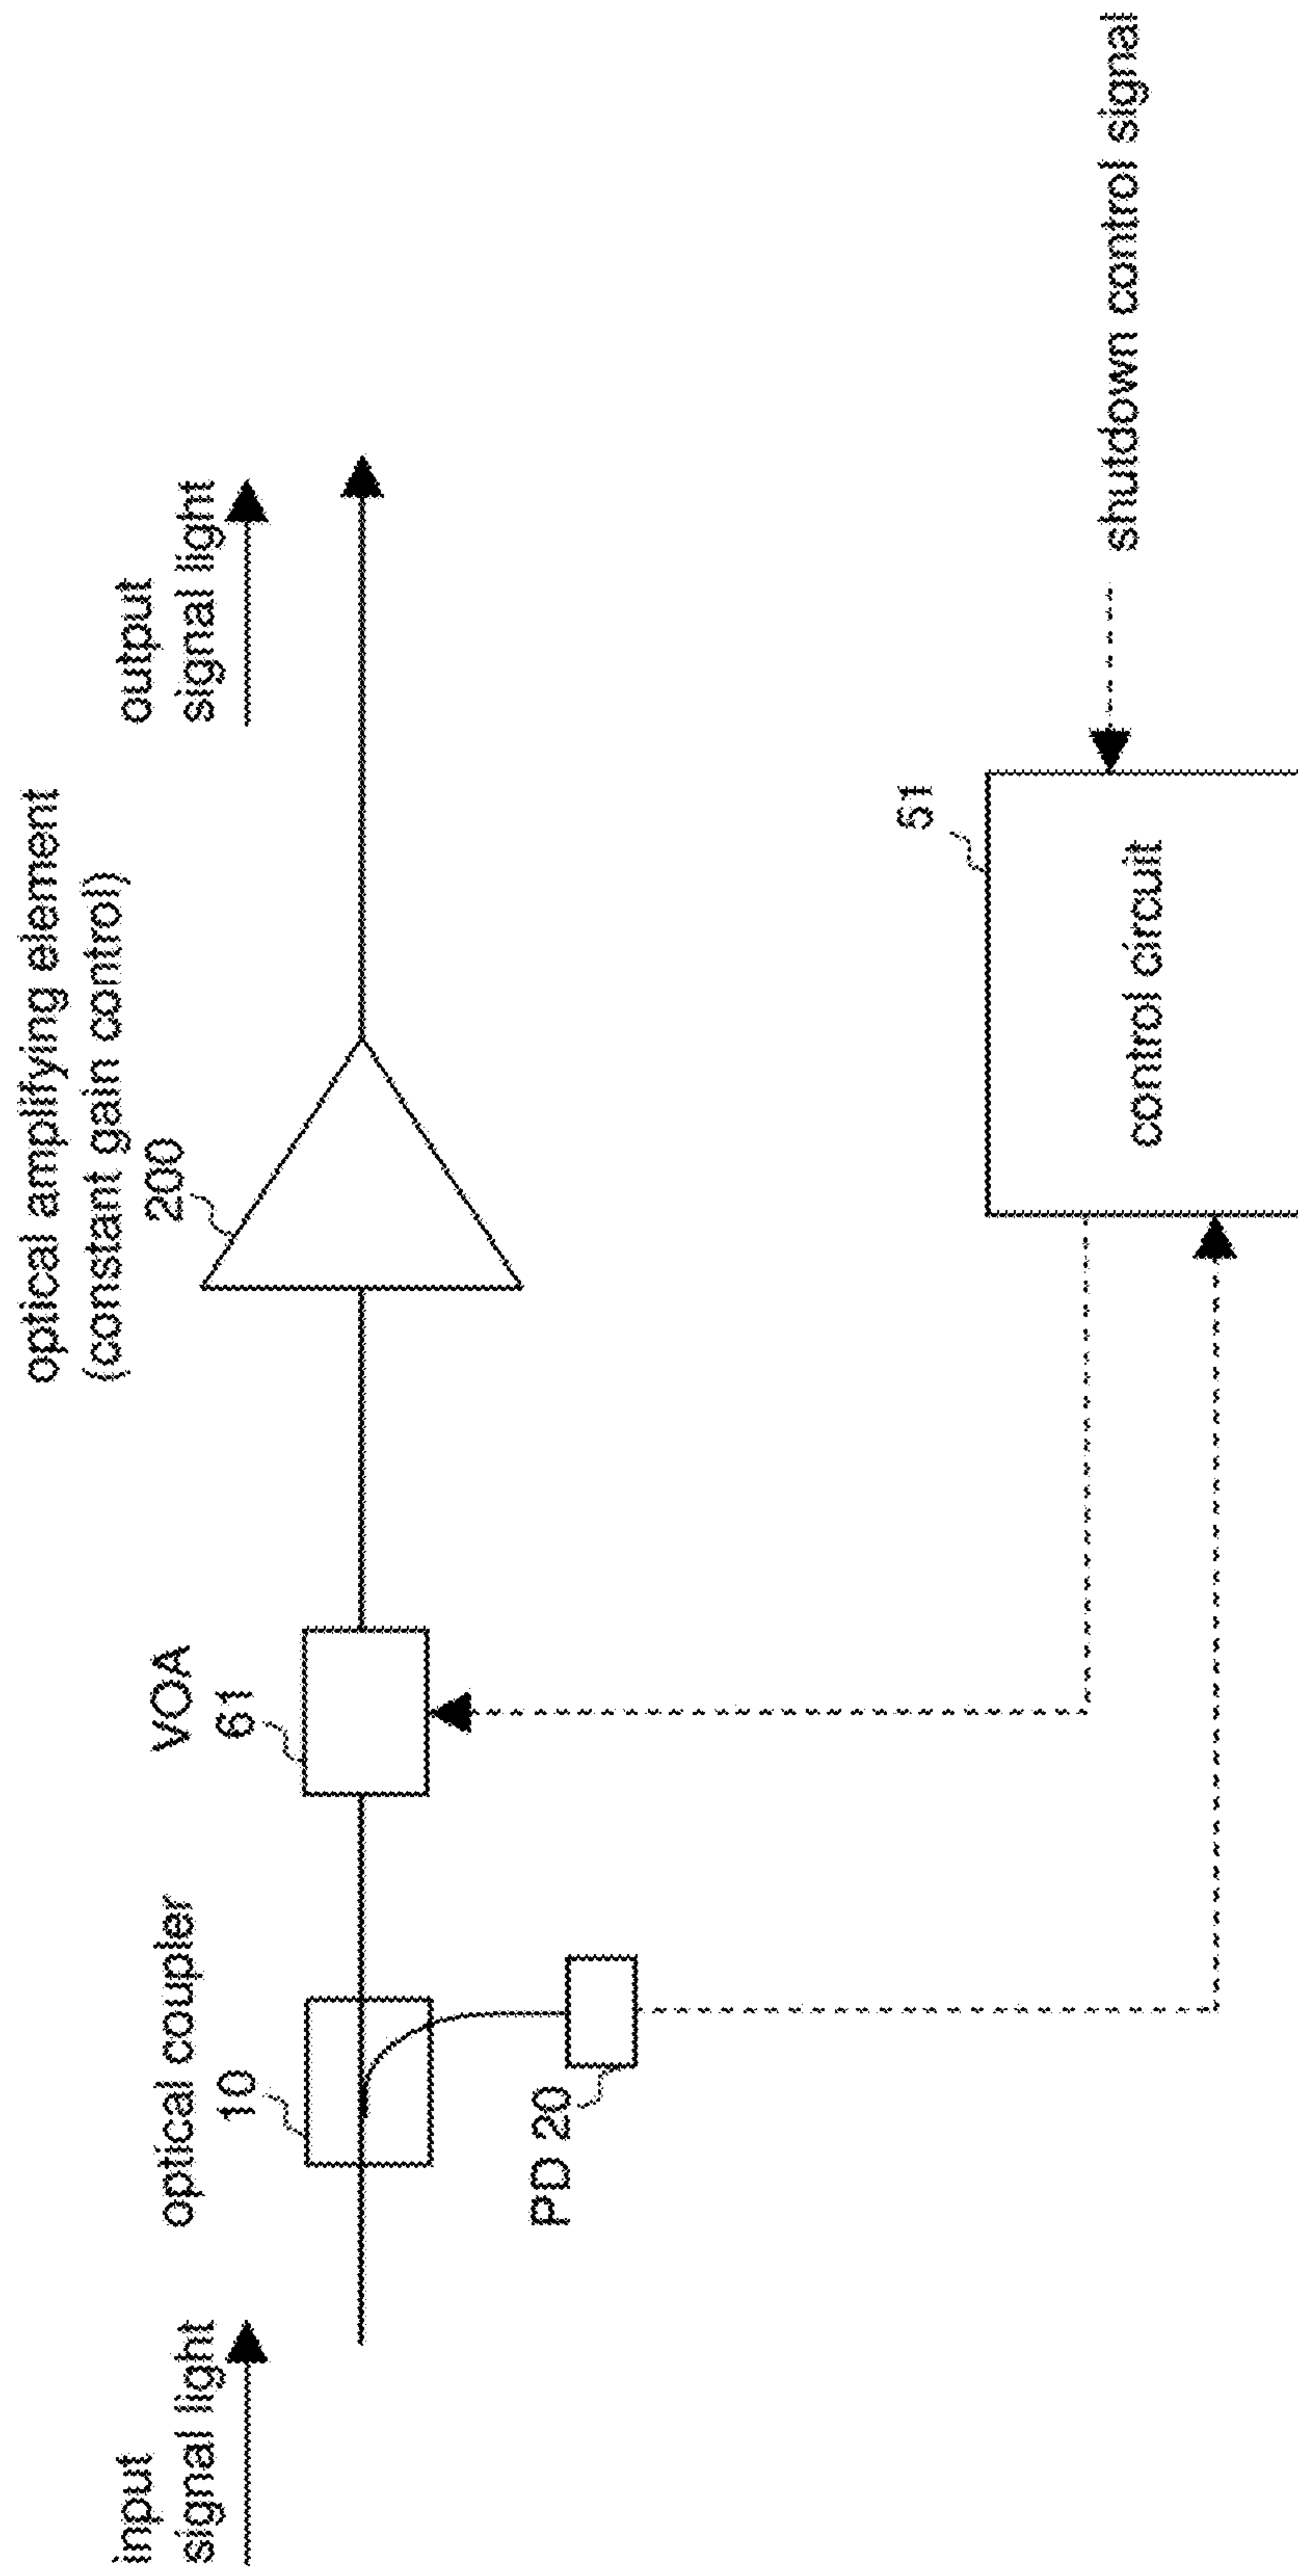 input
signal light
optical coupler
10
PD 20
VOA
61
optical amplifying element
(constant gain control)
200
output
signal light
51
control circuit
shutdown control signal